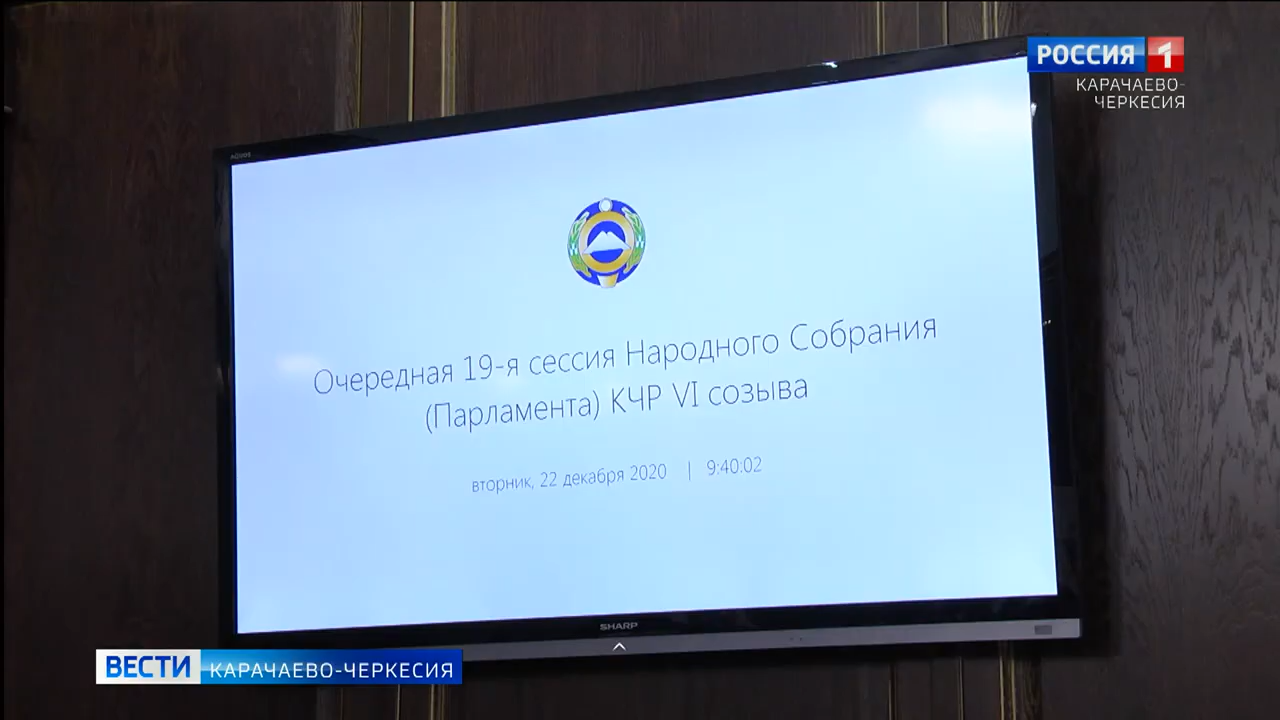 РОССИЯ 1
КАРАЧАЕВО-
ЧЕРКЕСИЯ
Очередная 19-я сессия Народного Собрания
(Парламента) КЧР VI созыва
вторник, 22 декабря 2020 | 9:40:02
SHARP
ВЕСТИ КАРАЧАЕВО-ЧЕРКЕСИЯ